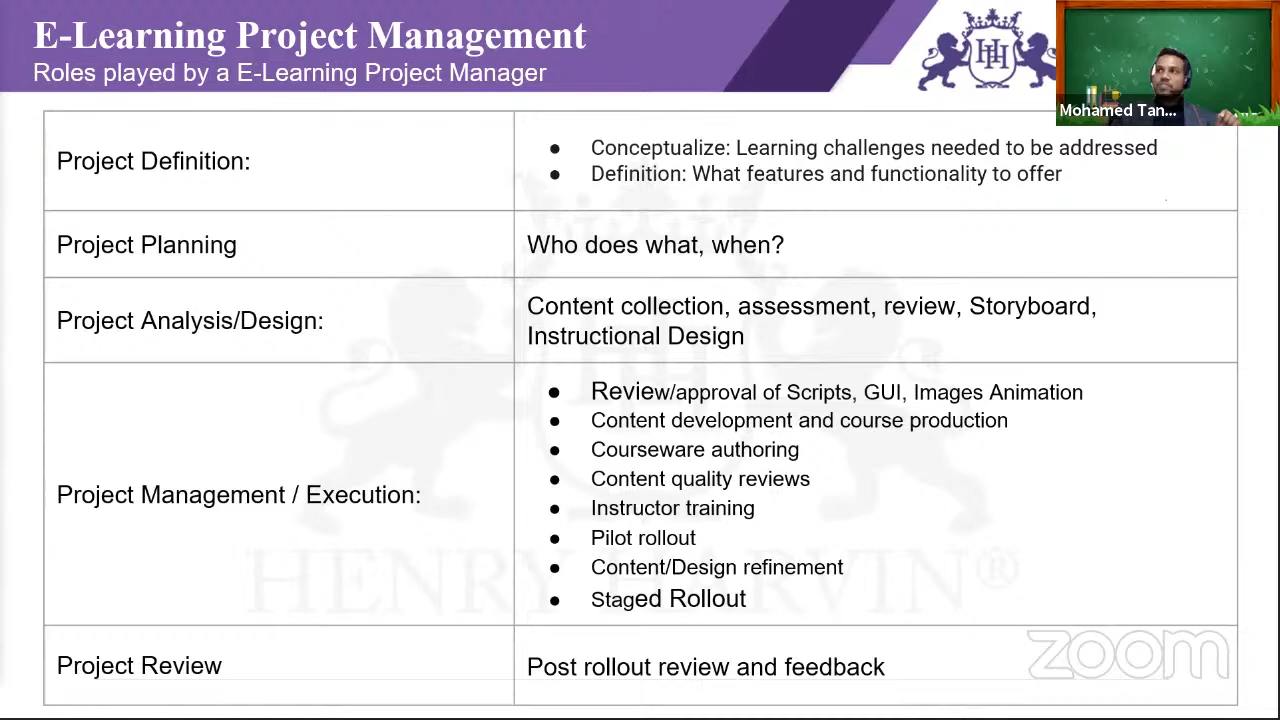 E-Learning Project Management
Roles played by a E-Learning Project Manager
HH
Mohamed Tan...
Project Definition:
● Conceptualize: Learning challenges needed to be addressed
● Definition: What features and functionality to offer
Project Planning
Who does what, when?
Project Analysis/Design:
Content collection, assessment, review, Storyboard,
Instructional Design
Project Management / Execution:
● Review/approval of Scripts, GUI, Images Animation
● Content development and course production
● Courseware authoring
● Content quality reviews
● Instructor training
● Pilot rollout
● Content/Design refinement
● Staged Rollout
HENRY HARVIN®
Project Review
Post rollout review and feedback
zoom